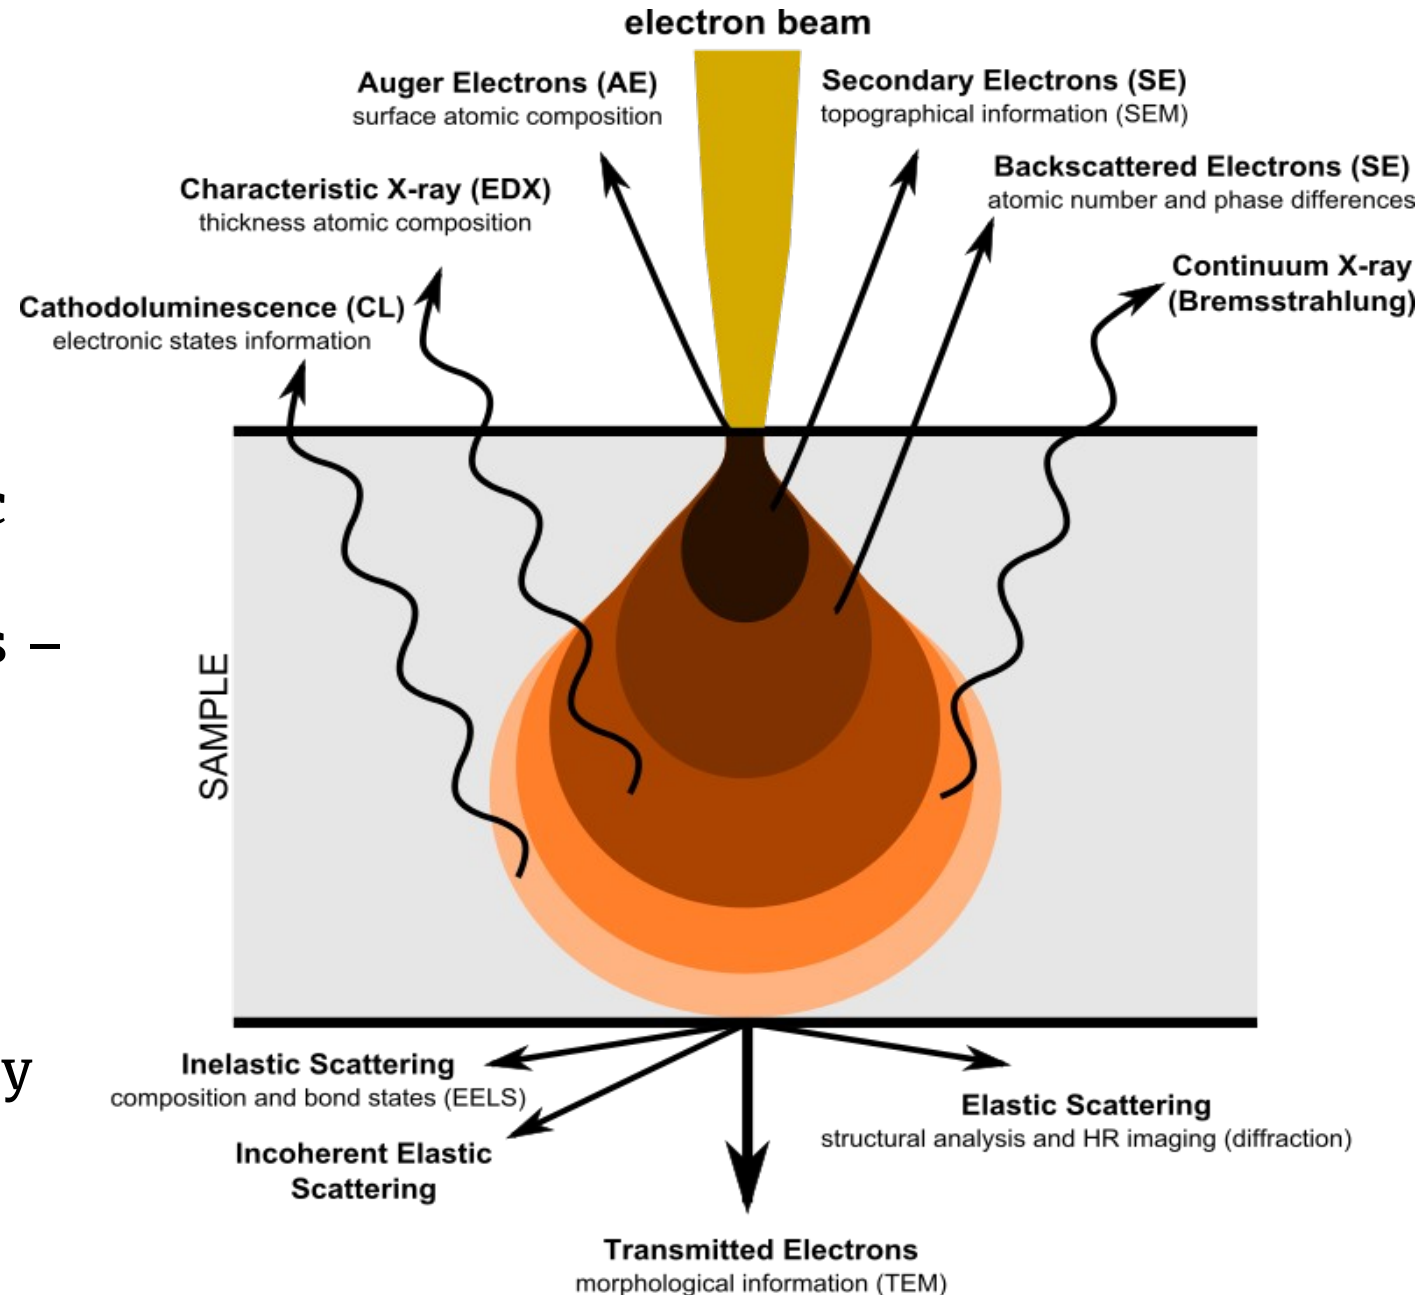 electron beam
Auger Electrons (AE)
surface atomic composition
Secondary Electrons (SE)
topographical information (SEM)
Characteristic X-ray (EDX)
thickness atomic composition
Backscattered Electrons (SE)
atomic number and phase differences
Cathodoluminescence (CL)
electronic states information
Continuum X-ray
(Bremsstrahlung)
s –
SAMPLE
y
Inelastic Scattering
composition and bond states (EELS)
Incoherent Elastic
Scattering
Elastic Scattering
structural analysis and HR imaging (diffraction)
Transmitted Electrons
morphological information (TEM)